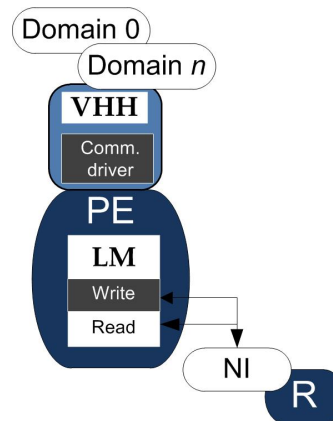 Domain 0
Domain n
VHH
Comm.
driver
PE
LM
Write
Read
NI
R